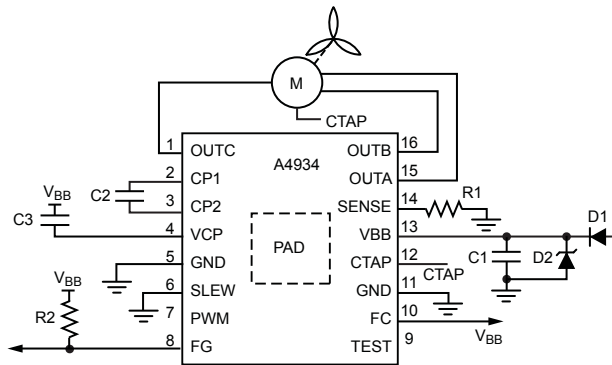 M
CTAP
1 OUTC A4934 OUTB 16
2 CP1 OUTA 15
C2
3 CP2 SENSE 14 R1
VBB
C3
4 VCP PAD VBB 13 D1
C1 D2
5 GND CTAP 12 CTAP
VBB
6 SLEW GND 11
R2
7 PWM FC 10 VBB
8 FG TEST 9